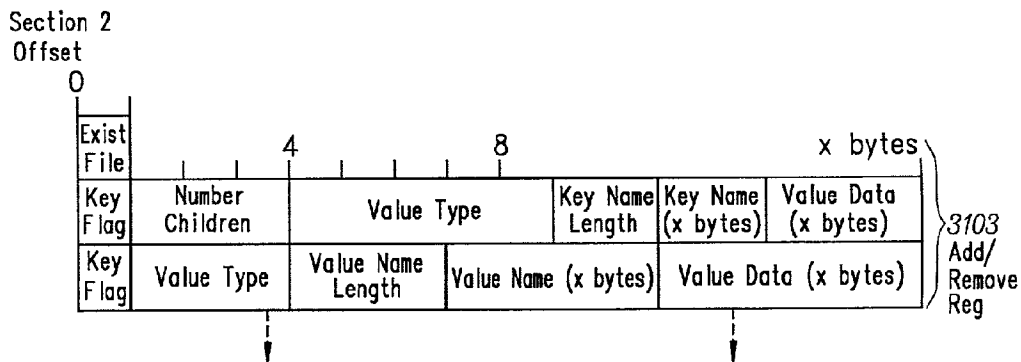 Section 2
Offset
0
Exist
File
4
8
x bytes
Key
Flag
Number
Children
Value Type
Key Name
Length
Key Name
(x bytes)
Value Data
(x bytes)
Key
Flag
Value Type
Value Name
Length
Value Name (x bytes)
Value Data (x bytes)
3103
Add/
Remove
Reg